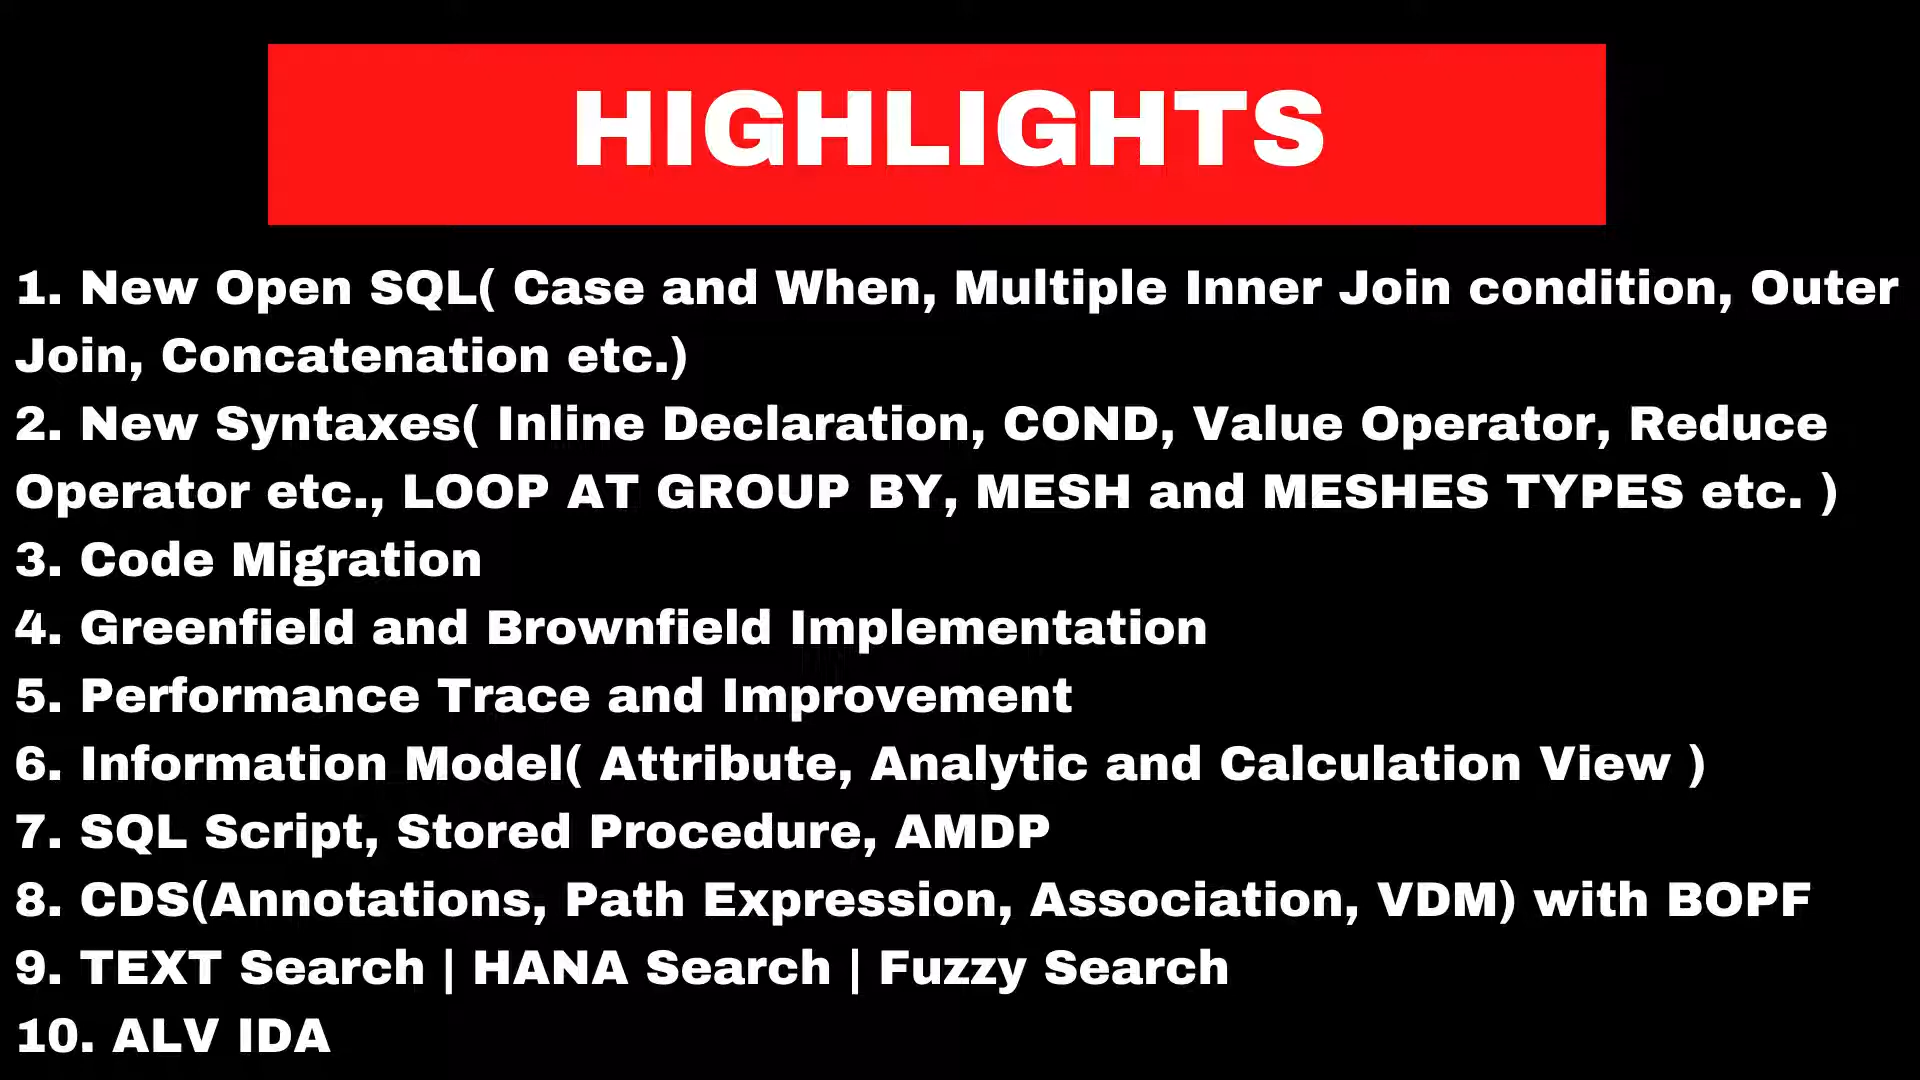 HIGHLIGHTS
1. New Open SQL( Case and When, Multiple Inner Join condition, Outer
Join, Concatenation etc.)
2. New Syntaxes( Inline Declaration, COND, Value Operator, Reduce
Operator etc., LOOP AT GROUP BY, MESH and MESHES TYPES etc. )
3. Code Migration
4. Greenfield and Brownfield Implementation
5. Performance Trace and Improvement
6. Information Model( Attribute, Analytic and Calculation View )
7. SQL Script, Stored Procedure, AMDP
8. CDS(Annotations, Path Expression, Association, VDM) with BOPF
9. TEXT Search | HANA Search | Fuzzy Search
10. ALV IDA